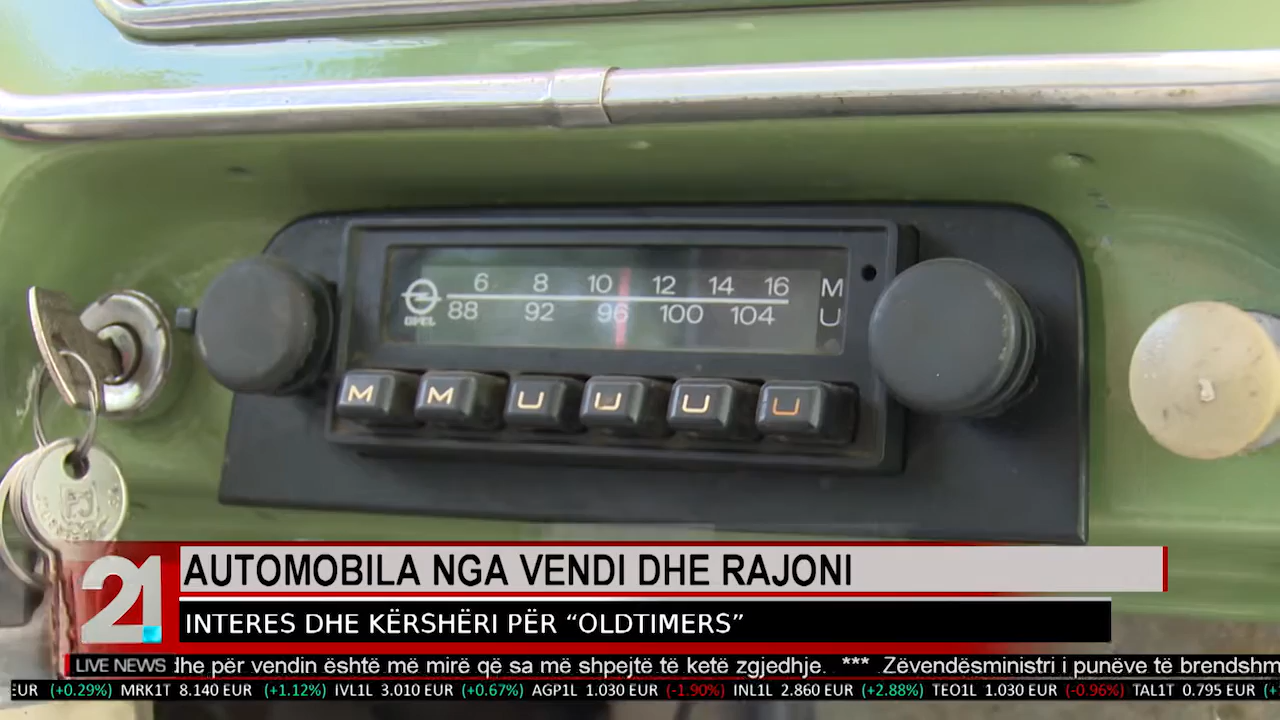 6 8 10 12 14 16 M
OPEL 88 92 96 100 104 U
M M U U U U
21
AUTOMOBILA NGA VENDI DHE RAJONI
INTERES DHE KËRSHËRI PËR “OLDTIMERS”
LIVE NEWS dhe për vendin është më mirë që sa më shpejtë të ketë zgjedhje. *** Zëvendësministri i punëve të brendshm
EUR (+0.29%) MRK1T 8.140 EUR (+1.12%) IVL1L 3.010 EUR (+0.67%) AGP1L 1.030 EUR (-1.90%) INL1L 2.860 EUR (+2.88%) TEO1L 1.030 EUR (-0.96%) TAL1T 0.795 EUR (+